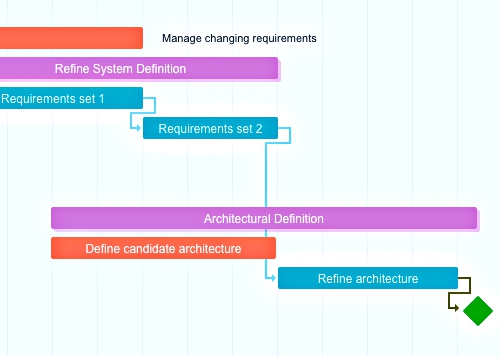 Manage changing requirements
Refine System Definition
Requirements set 1
Requirements set 2
Architectural Definition
Define candidate architecture
Refine architecture